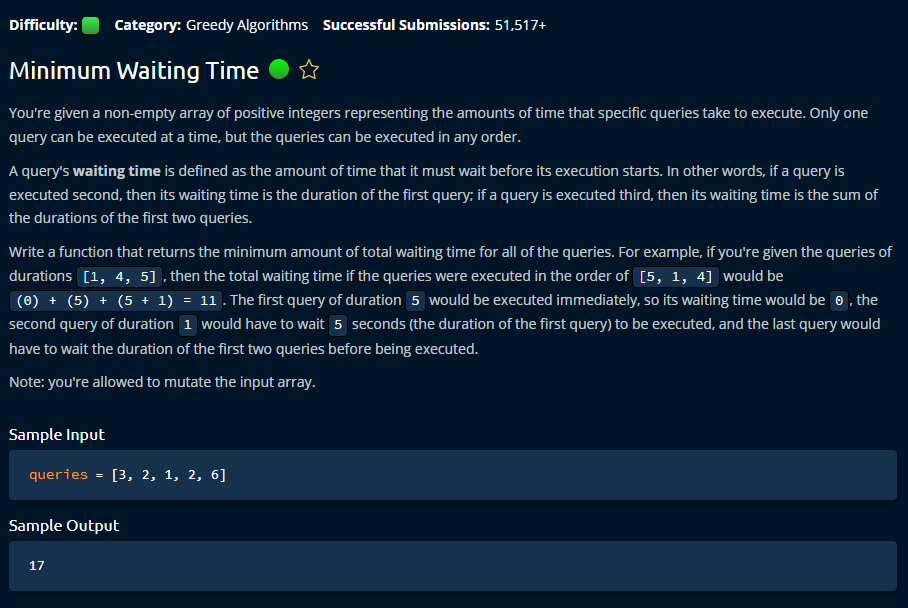 Difficulty: Category: Greedy Algorithms Successful Submissions: 51,517+
Minimum Waiting Time
You're given a non-empty array of positive integers representing the amounts of time that specific queries take to execute. Only one
query can be executed at a time, but the queries can be executed in any order.
A query's waiting time is defined as the amount of time that it must wait before its execution starts. In other words, if a query is
executed second, then its waiting time is the duration of the first query; if a query is executed third, then its waiting time is the sum of
the durations of the first two queries.
Write a function that returns the minimum amount of total waiting time for all of the queries. For example, if you're given the queries of
durations [1, 4, 5], then the total waiting time if the queries were executed in the order of [5, 1, 4] would be
(0) + (5) + (5 + 1) = 11. The first query of duration 5 would be executed immediately, so its waiting time would be 0, the
second query of duration 1 would have to wait 5 seconds (the duration of the first query) to be executed, and the last query would
have to wait the duration of the first two queries before being executed.
Note: you're allowed to mutate the input array.
Sample Input
queries = [3, 2, 1, 2, 6]
Sample Output
17